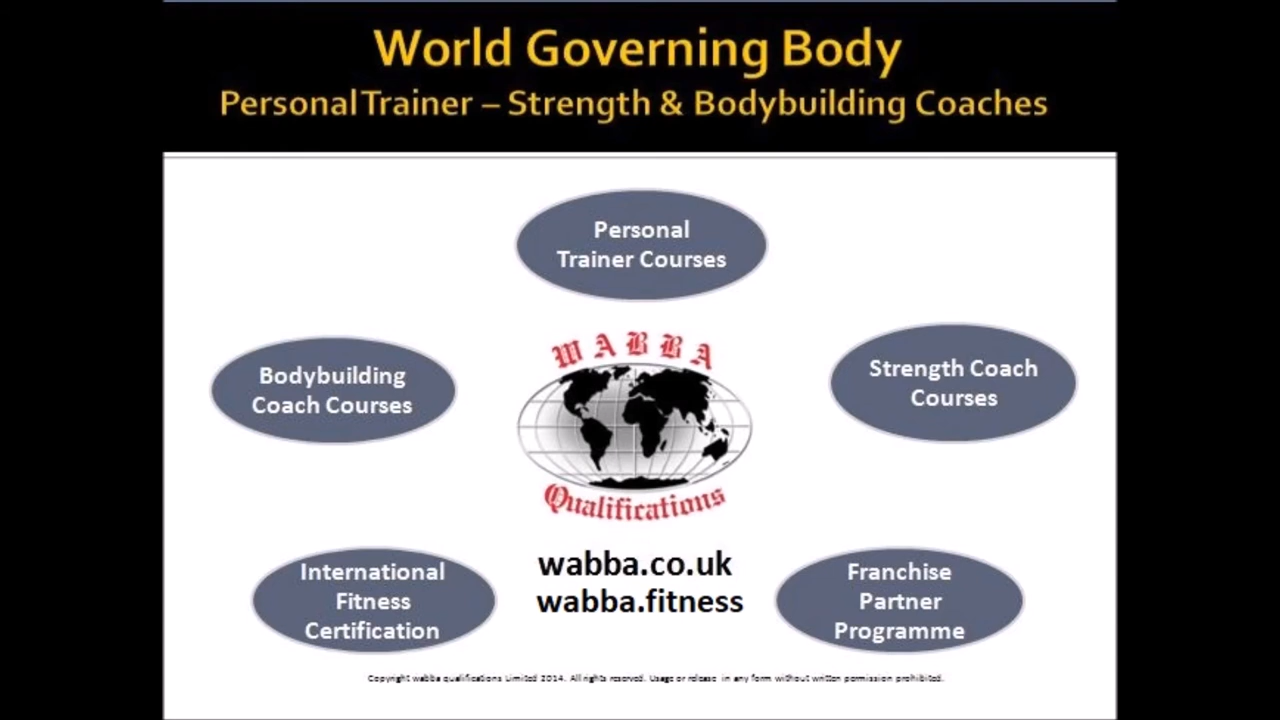 World Governing Body
Personal Trainer – Strength & Bodybuilding Coaches
Personal
Trainer Courses
WABBA
Bodybuilding
Coach Courses
Strength Coach
Courses
Qualifications
wabba.co.uk
wabba.fitness
International
Fitness
Certification
Franchise
Partner
Programme
Copyright wabba qualifications Limited 2014. All rights reserved. Usage or release in any form without written permission prohibited.